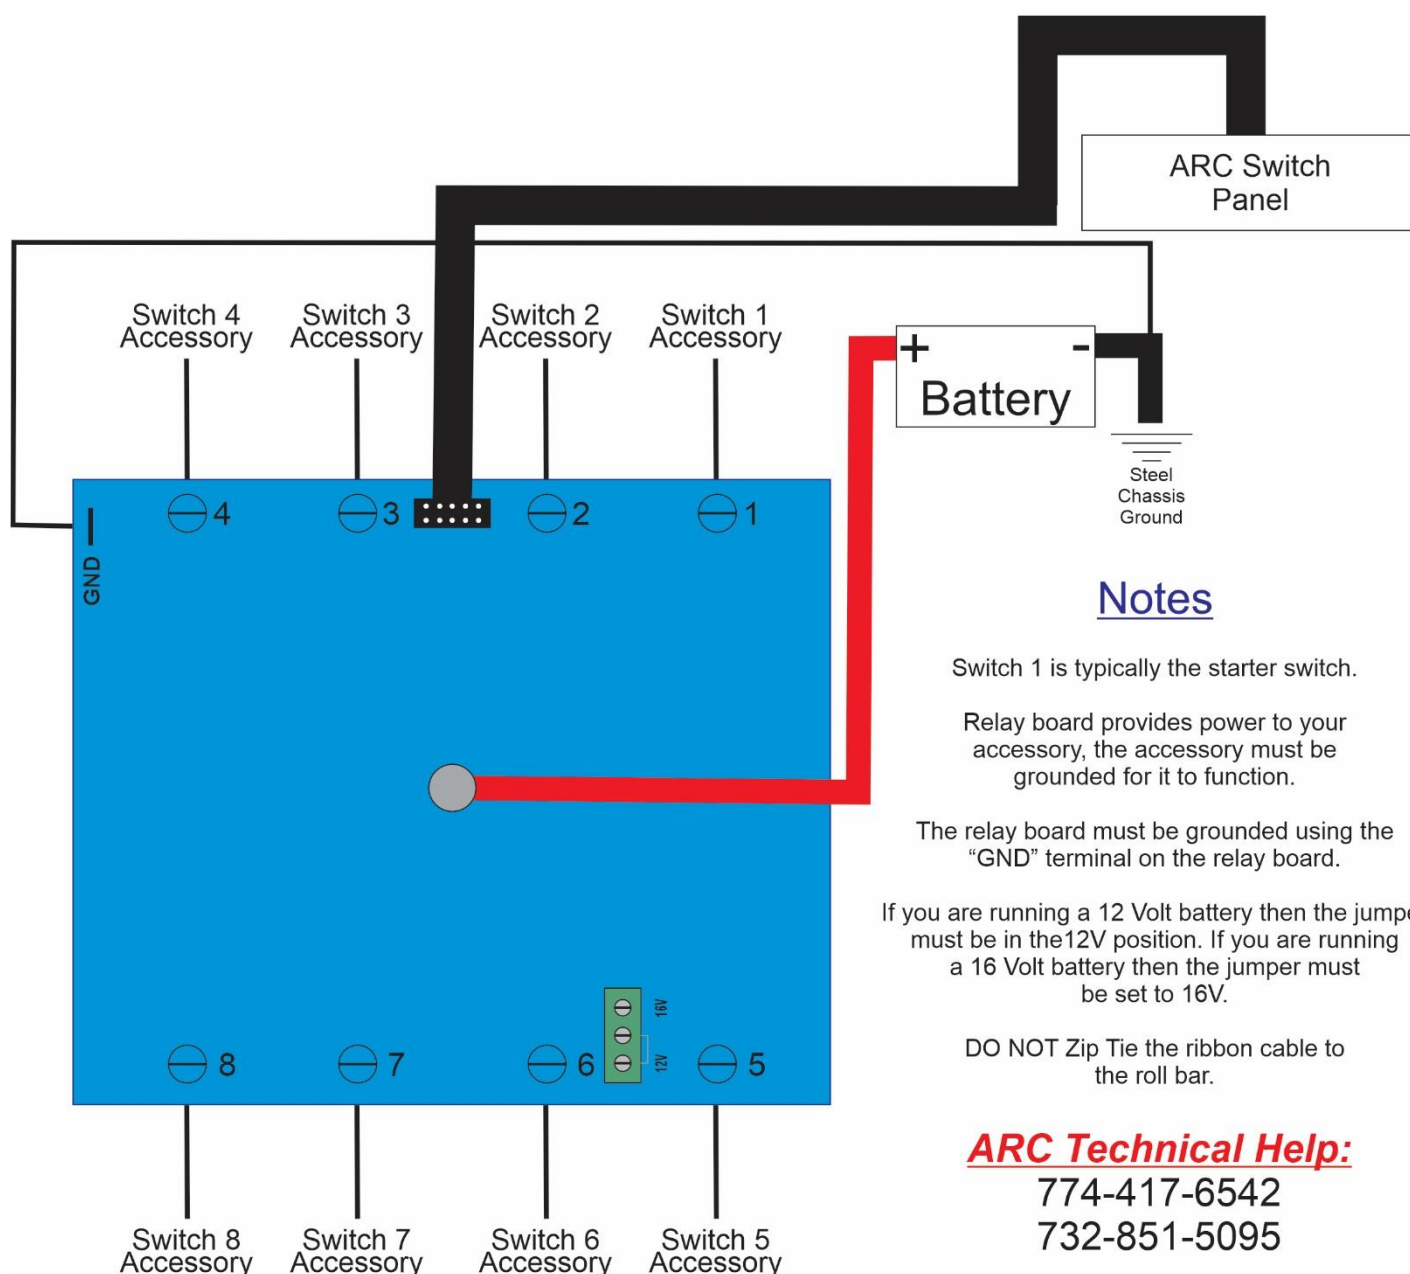 ARC Switch
Panel
Switch 4
Accessory
Switch 3
Accessory
Switch 2
Accessory
Switch 1
Accessory
+ -
Battery
Steel
Chassis
Ground
4
3
2
1
GND
Notes
Switch 1 is typically the starter switch.
Relay board provides power to your
accessory, the accessory must be
grounded for it to function.
The relay board must be grounded using the
“GND” terminal on the relay board.
If you are running a 12 Volt battery then the jumpe
must be in the12V position. If you are running
a 16 Volt battery then the jumper must
be set to 16V.
DO NOT Zip Tie the ribbon cable to
the roll bar.
16V
12V
8
7
6
5
ARC Technical Help:
774-417-6542
732-851-5095
Switch 8
Accessory
Switch 7
Accessory
Switch 6
Accessory
Switch 5
Accessory